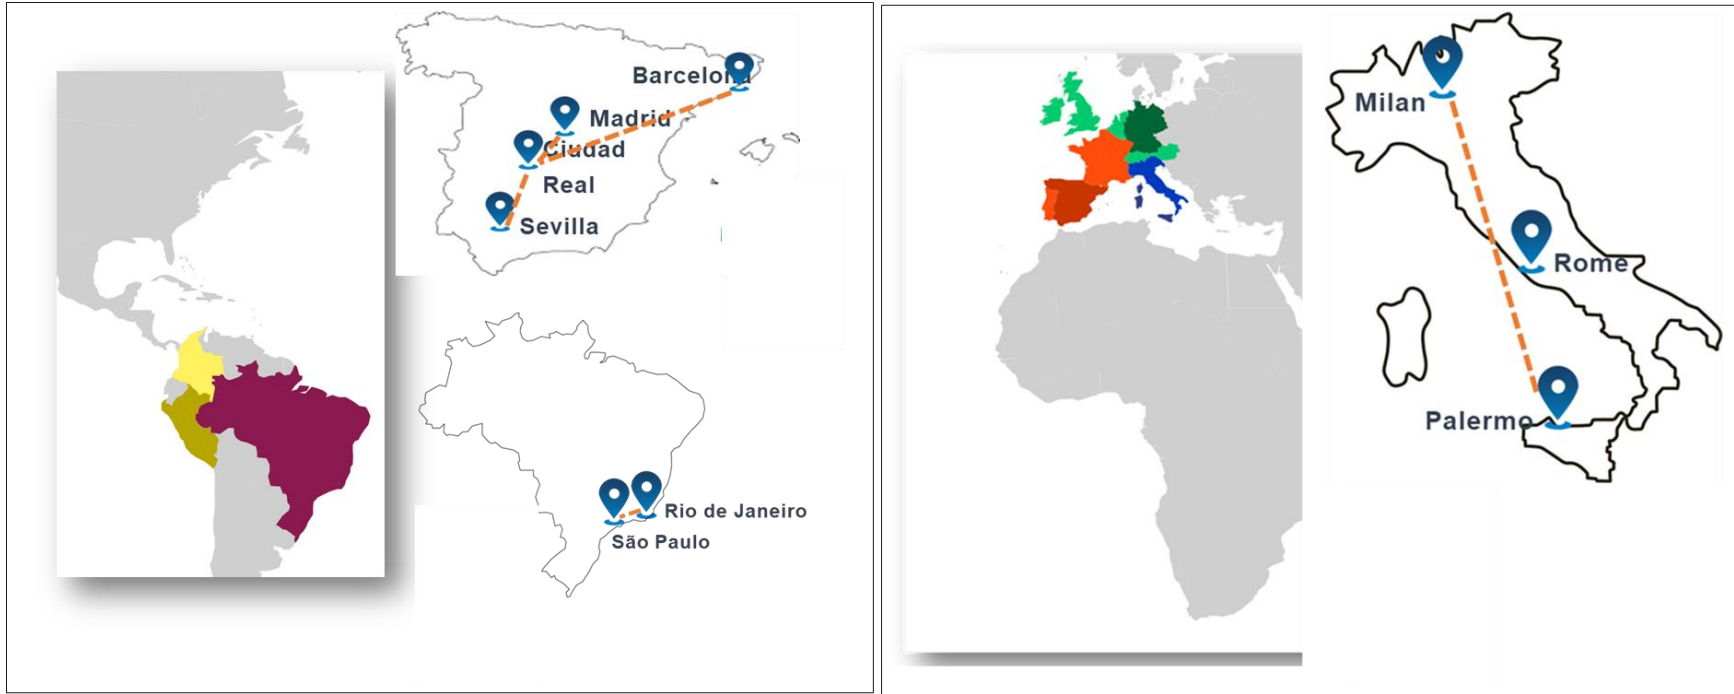 Barcelona
Madrid
Ciudad
Real
Sevilla
Rio de Janeiro
São Paulo
Milan
Rome
Palermo